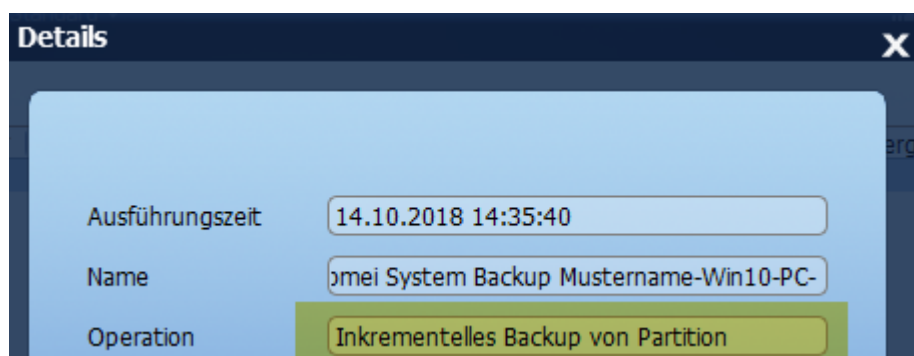 Details
X
Ausführungszeit 14.10.2018 14:35:40
Name omei System Backup Mustername-Win10-PC-
Operation Inkrementelles Backup von Partition